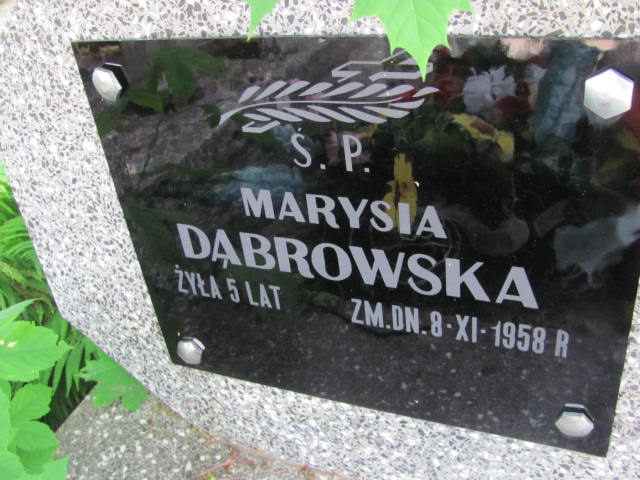 Ś. P.
MARYSIA
DĄBROWSKA
ŻYŁA 5 LAT ZM. DN. 8-XI-1958 R